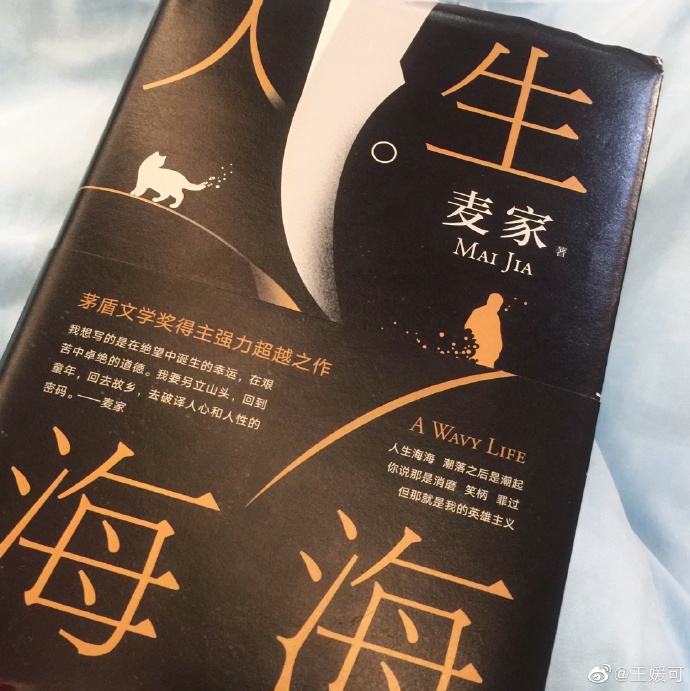 人生
麦家 著
MAI JIA
茅盾文学奖得主强力超越之作
我想写的是在绝望中诞生的幸运，在艰
苦中卓绝的道德。我要另立山头，回到
童年，回去故乡，去破译人心和人性的
密码。——麦家
A WAVY LIFE
人生海海 潮落之后是潮起
你说那是消磨 笑柄 罪过
但那就是我的英雄主义
海海
@王媛可